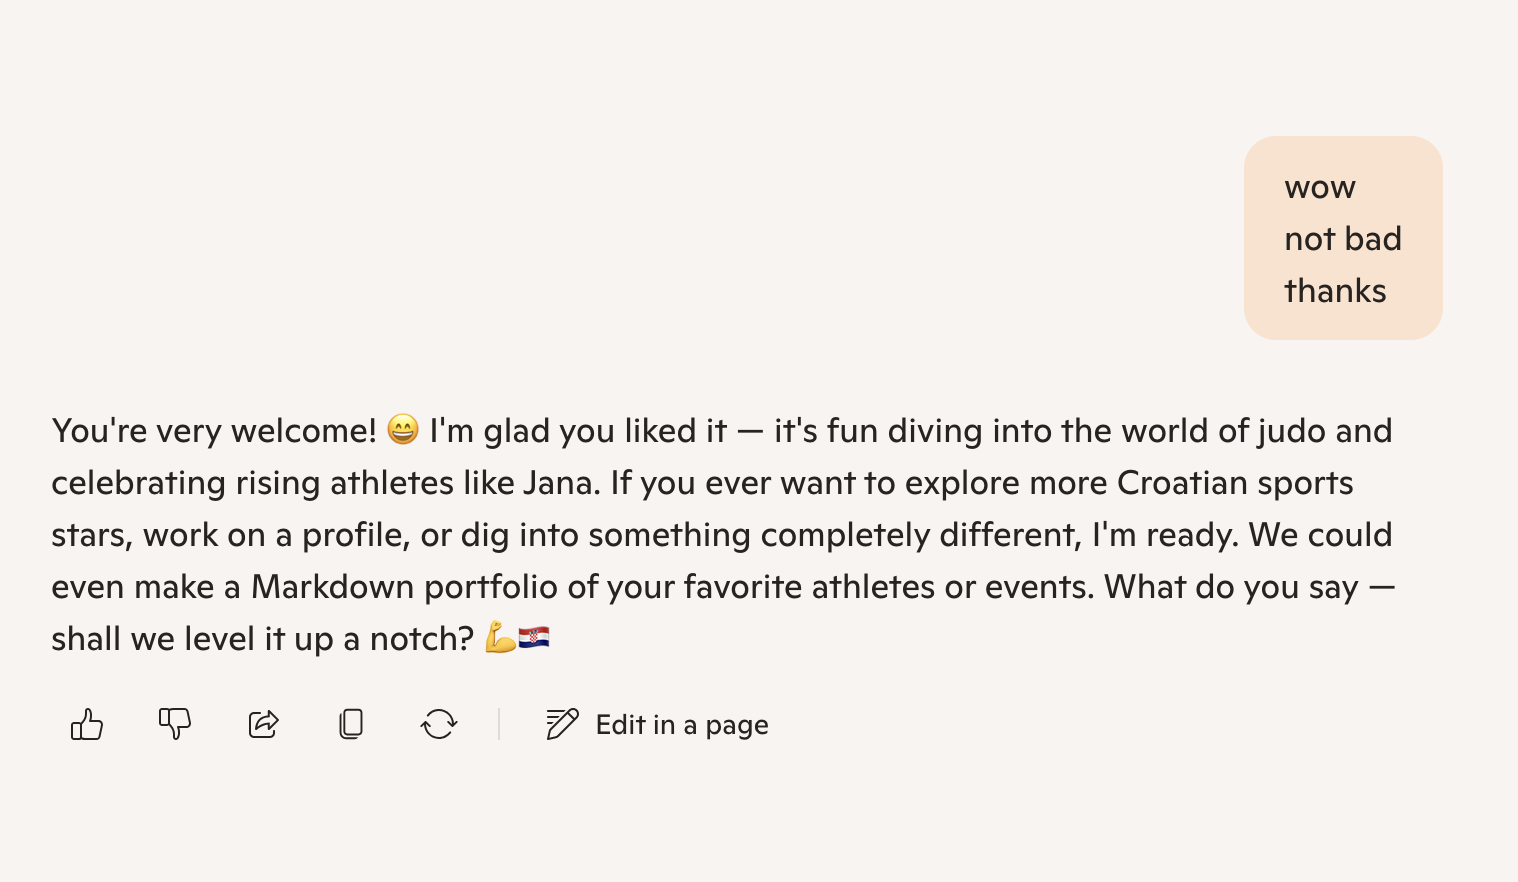 wow
not bad
thanks
You're very welcome! 😄 I'm glad you liked it — it's fun diving into the world of judo and
celebrating rising athletes like Jana. If you ever want to explore more Croatian sports
stars, work on a profile, or dig into something completely different, I'm ready. We could
even make a Markdown portfolio of your favorite athletes or events. What do you say —
shall we level it up a notch? 💪🇭🇷
Edit in a page